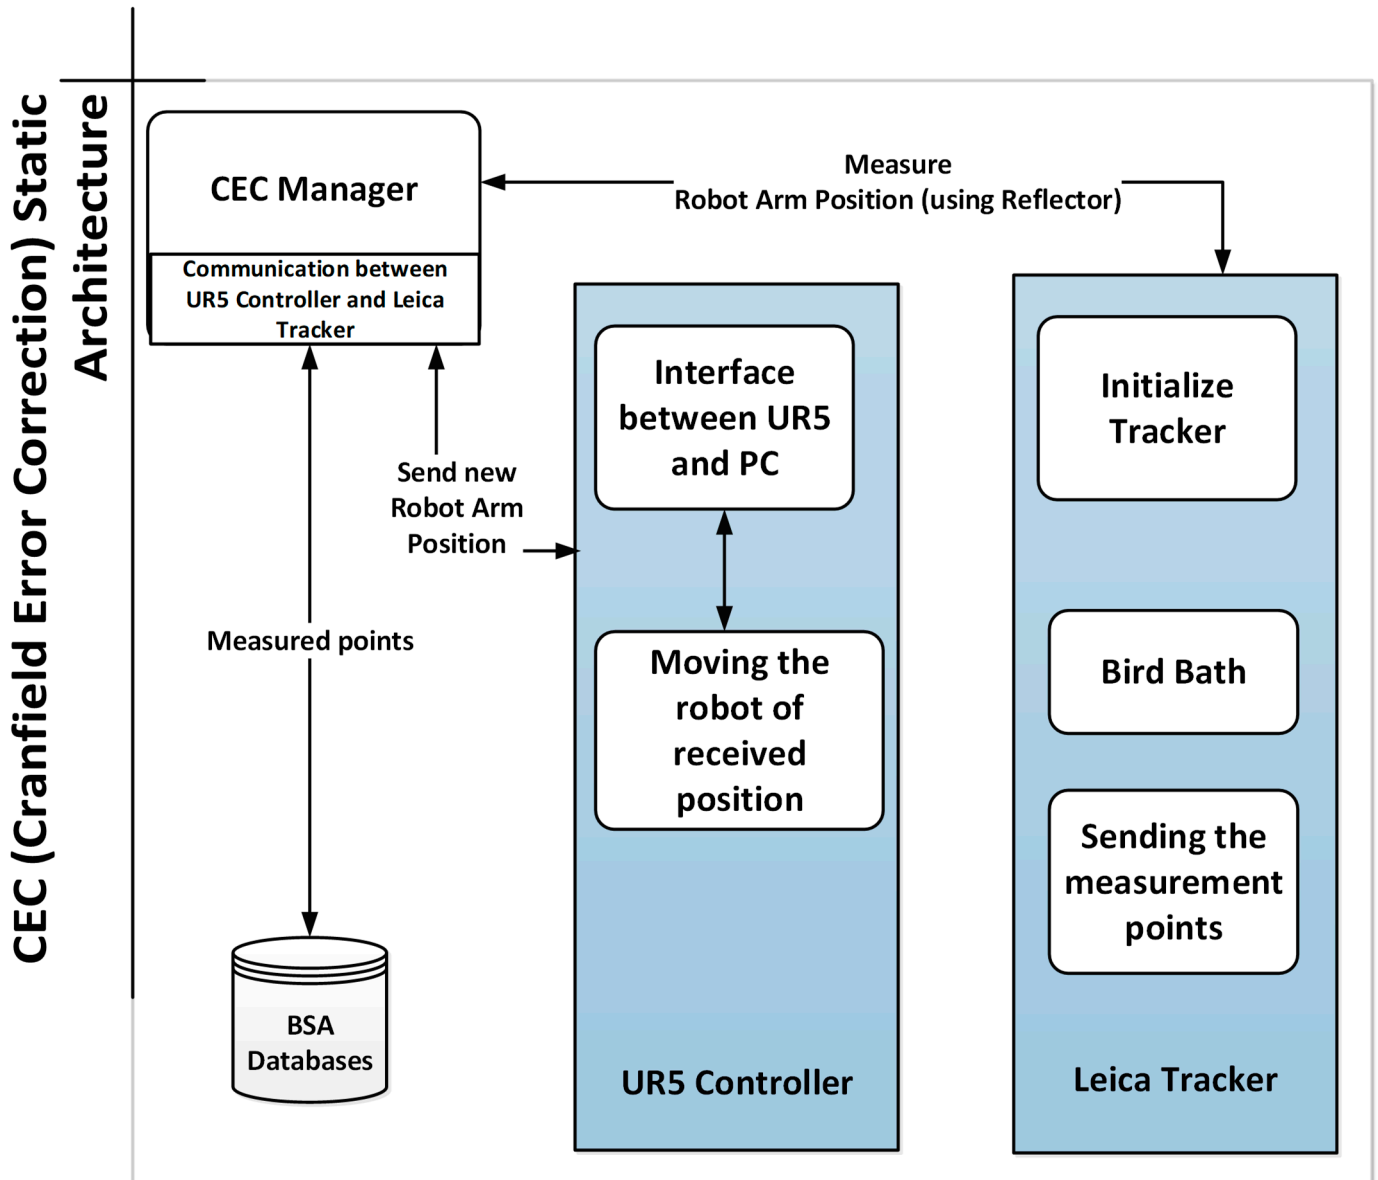 CEC (Cranfield Error Correction) Static
Architecture
CEC Manager
Communication between
UR5 Controller and Leica
Tracker
Measure
Robot Arm Position (using Reflector)
Send new
Robot Arm
Position
Measured points
BSA
Databases
Interface
between UR5
and PC
Moving the
robot of
received
position
UR5 Controller
Initialize
Tracker
Bird Bath
Sending the
measurement
points
Leica Tracker